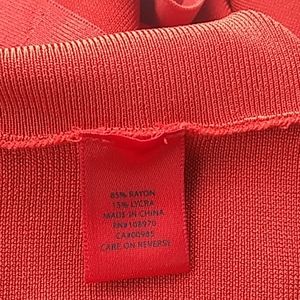 85% RAYON
15% LYCRA
MADE IN CHINA
RN#108970
CA#00985
CARE ON REVERSE